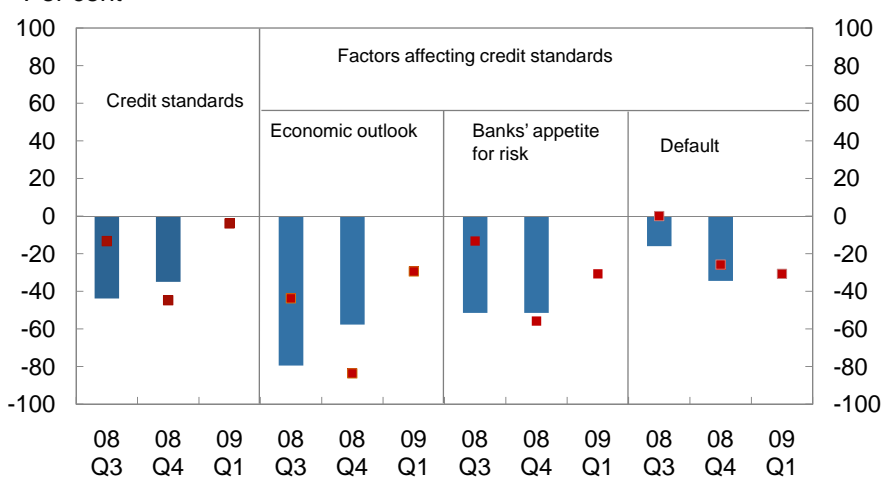 100 100
80 Factors affecting credit standards 80
60 Credit standards 60
40 Economic outlook Banks’ appetite 40
for risk Default
20 20
0 0
-20 -20
-40 -40
-60 -60
-80 -80
-100 -100
08 08 09 08 08 09 08 08 09 08 08 09
Q3 Q4 Q1 Q3 Q4 Q1 Q3 Q4 Q1 Q3 Q4 Q1